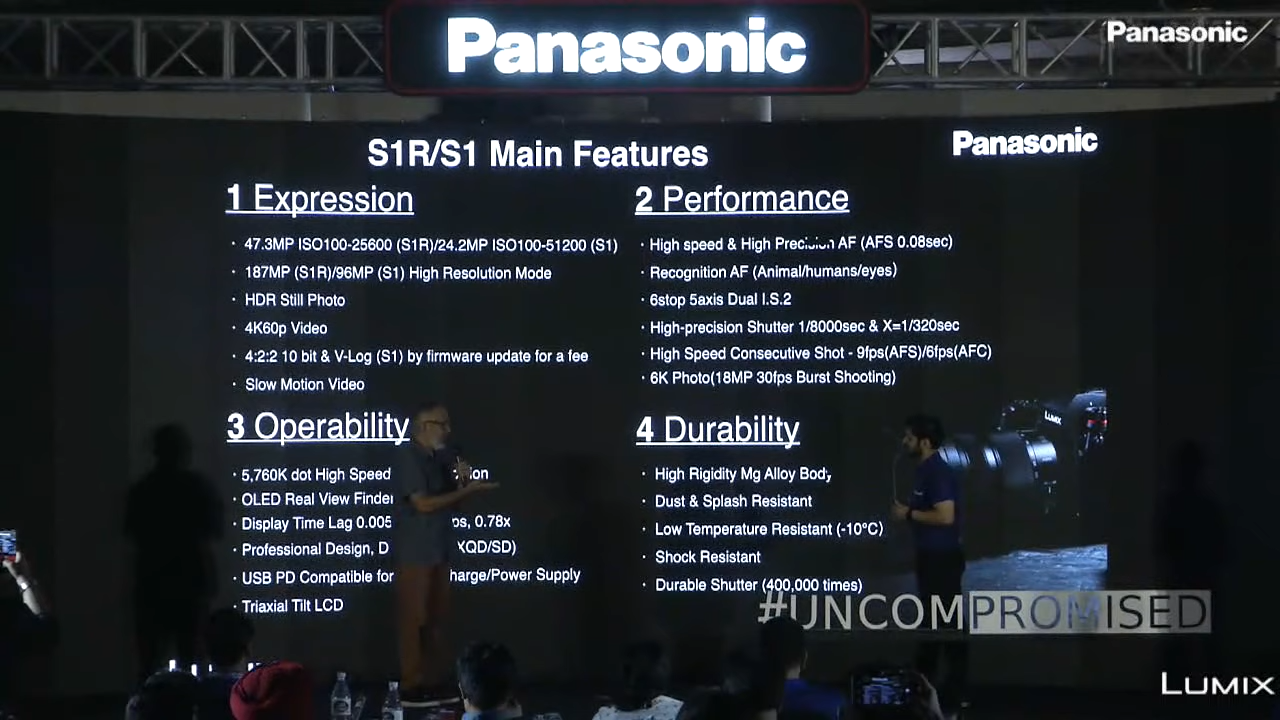 Panasonic
Panasonic
Panasonic
S1R/S1 Main Features
1 Expression
· 47.3MP ISO100-25600 (S1R)/24.2MP ISO100-51200 (S1)
· 187MP (S1R)/96MP (S1) High Resolution Mode
· HDR Still Photo
· 4K60p Video
· 4:2:2 10 bit & V-Log (S1) by firmware update for a fee
· Slow Motion Video
2 Performance
· High speed & High Precision AF (AFS 0.08sec)
· Recognition AF (Animal/humans/eyes)
· 6stop 5axis Dual I.S.2
· High-precision Shutter 1/8000sec & X=1/320sec
· High Speed Consecutive Shot - 9fps(AFS)/6fps(AFC)
· 6K Photo(18MP 30fps Burst Shooting)
3 Operability
· 5,760K dot High Speed
· OLED Real View Finder
· Display Time Lag 0.005 0.78x
· Professional Design, XQD/SD)
· USB PD Compatible for /Power Supply
· Triaxial Tilt LCD
4 Durability
· High Rigidity Mg Alloy Body
· Dust & Splash Resistant
· Low Temperature Resistant (-10°C)
· Shock Resistant
· Durable Shutter (400,000 times)
LUMIX
#UNCOMPROMISED
LUMIX